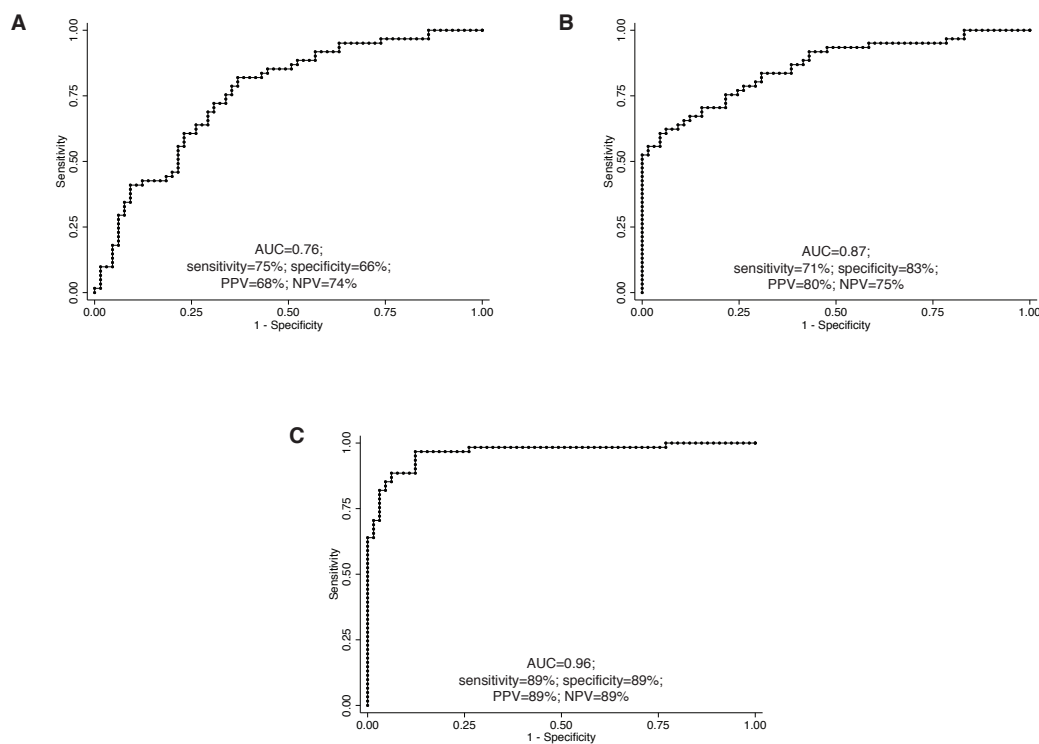 A
1.00
0.75
0.50
0.25
0.00
Sensitivity
AUC=0.76;
sensitivity=75%; specificity=66%;
PPV=68%; NPV=74%
0.00 0.25 0.50 0.75 1.00
1 - Specificity
B
1.00
0.75
0.50
0.25
0.00
Sensitivity
AUC=0.87;
sensitivity=71%; specificity=83%;
PPV=80%; NPV=75%
0.00 0.25 0.50 0.75 1.00
1 - Specificity
C
1.00
0.75
0.50
0.25
0.00
Sensitivity
AUC=0.96;
sensitivity=89%; specificity=89%;
PPV=89%; NPV=89%
0.00 0.25 0.50 0.75 1.00
1 - Specificity